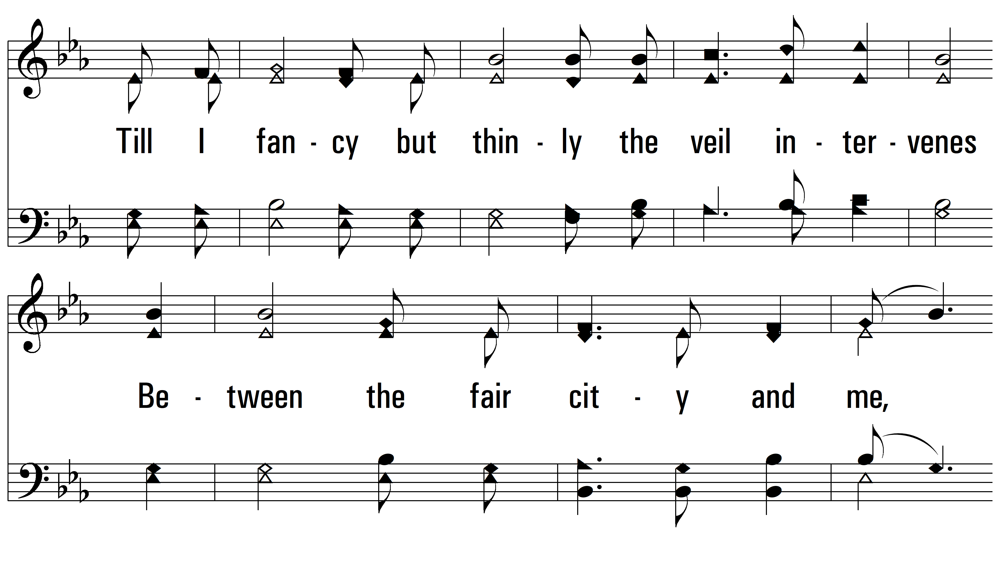 Till I fan - cy but thin - ly the veil in - ter - venes
Be - tween the fair cit - y and me,